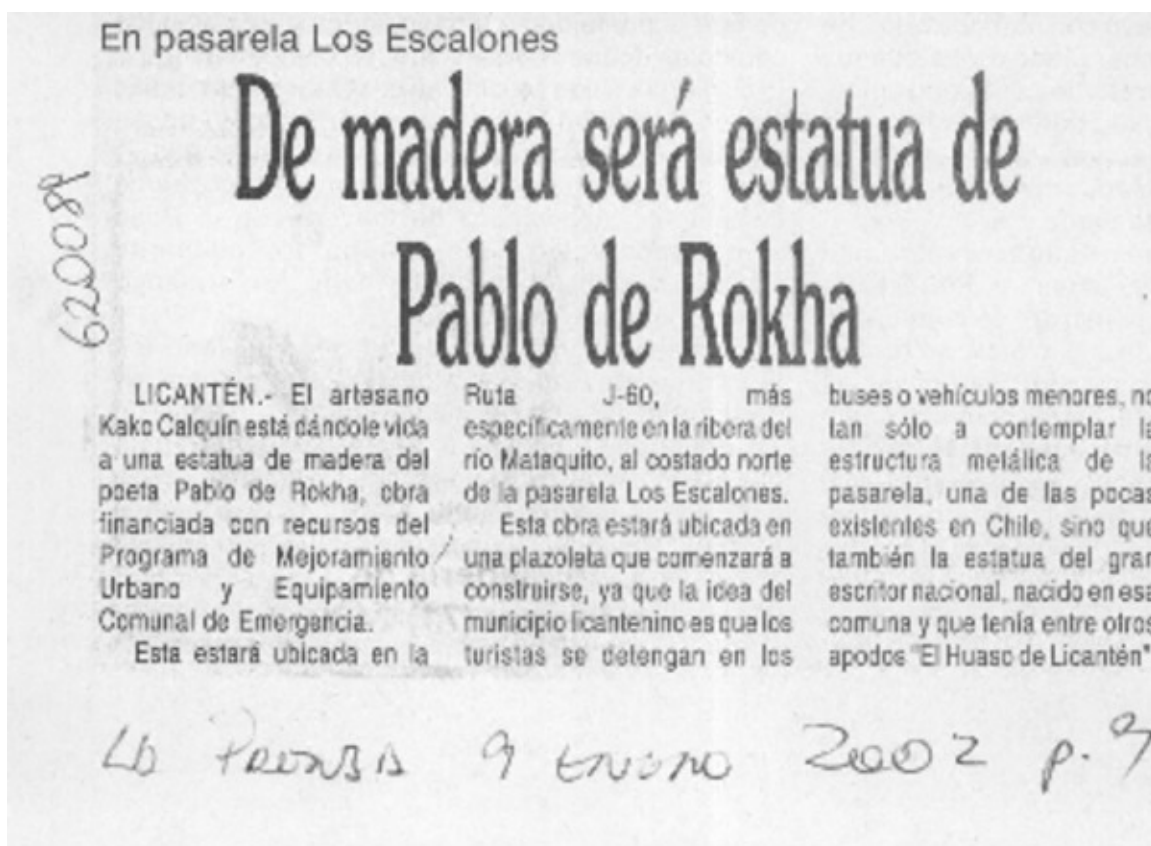 En pasarela Los Escalones
De madera será estatua de
Pablo de Rokha
6200089
LICANTÉN.- El artesano
Kako Calquín está dándole vida
a una estatua de madera del
poeta Pablo de Rokha, obra
financiada con recursos del
Programa de Mejoramiento
Urbano y Equipamiento
Comunal de Emergencia.
Esta estará ubicada en la
Ruta J-60, más
específicamente en la ribera del
río Mataquito, al costado norte
de la pasarela Los Escalones.
Esta obra estará ubicada en
una plazoleta que comenzará a
construirse, ya que la idea del
municipio licantenino es que los
turistas se detengan en los
buses o vehículos menores, no
tan sólo a contemplar la
estructura metálica de la
pasarela, una de las pocas
existentes en Chile, sino que
también la estatua del gran
escritor nacional, nacido en esa
comuna y que tenía entre otros
apodos "El Huaso de Licantén"
La Prensa 9 Enero 2002 p. 9